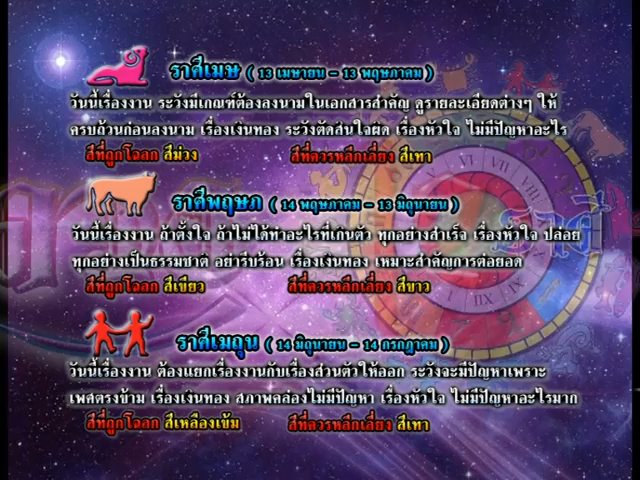 ราศีเมษ ( 13 เมษายน - 13 พฤษภาคม )
วันนี้เรื่องงาน ระวังมีเกณฑ์ต้องลงนามในเอกสารสำคัญ ดูรายละเอียดต่างๆ ให้
ครบถ้วนก่อนลงนาม เรื่องเงินทอง ระวังตัดสินใจผิด เรื่องหัวใจ ไม่มีปัญหาอะไร
สีที่ถูกโฉลก สีม่วง สีที่ควรหลีกเลี่ยง สีเทา
ราศีพฤษภ ( 14 พฤษภาคม - 13 มิถุนายน )
วันนี้เรื่องงาน ถ้าตั้งใจ ถ้าไม่ได้ทำอะไรที่เกินตัว ทุกอย่างสำเร็จ เรื่องหัวใจ ปล่อย
ทุกอย่างเป็นธรรมชาติ อย่ารีบร้อน เรื่องเงินทอง เหมาะสำคัญการต่อยอด
สีที่ถูกโฉลก สีเขียว สีที่ควรหลีกเลี่ยง สีขาว
ราศีเมถุน ( 14 มิถุนายน - 14 กรกฎาคม )
วันนี้เรื่องงาน ต้องแยกเรื่องงานกับเรื่องส่วนตัวให้ออก ระวังจะมีปัญหาเพราะ
เพศตรงข้าม เรื่องเงินทอง สภาพคล่องไม่มีปัญหา เรื่องหัวใจ ไม่มีปัญหาอะไรมาก
สีที่ถูกโฉลก สีเหลืองเข้ม สีที่ควรหลีกเลี่ยง สีเทา